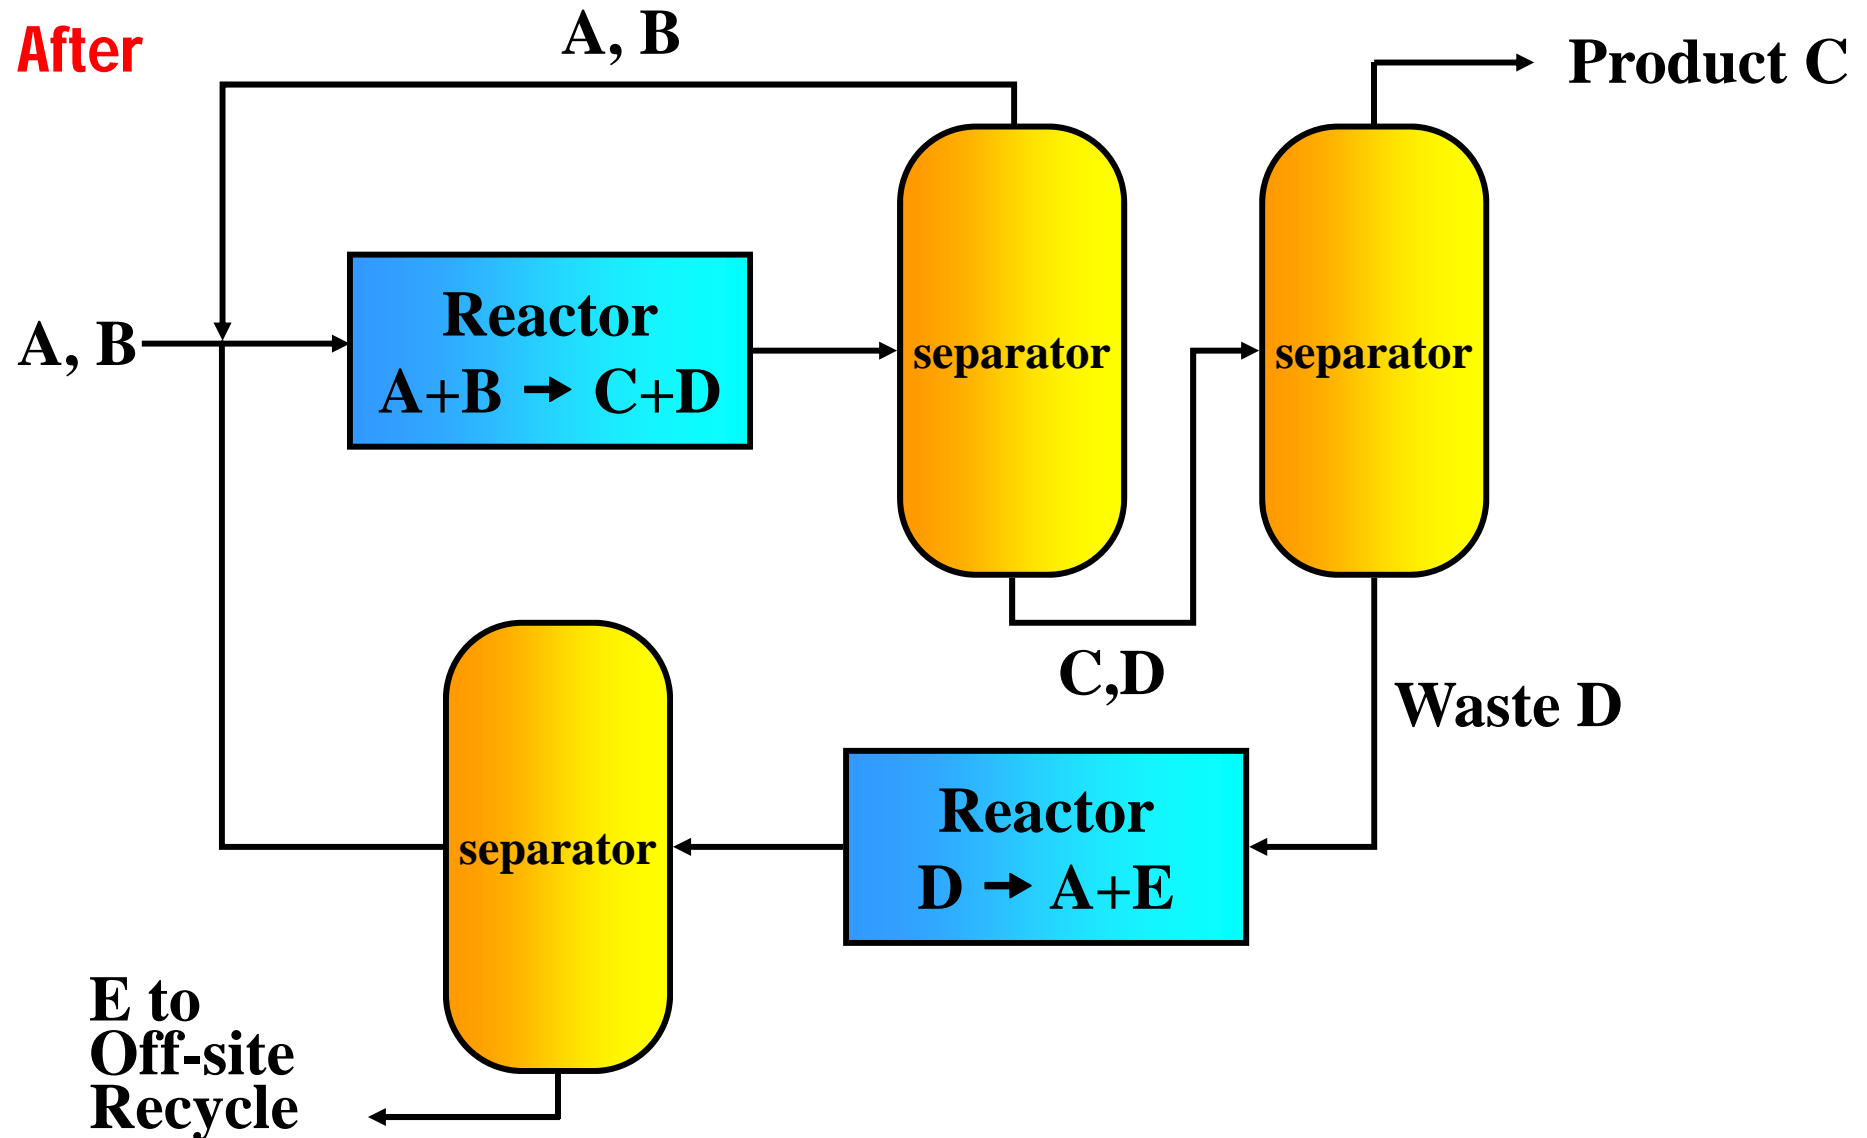 After
A, B
Product C
A, B
Reactor
A+B → C+D
separator
separator
C,D
Waste D
separator
Reactor
D → A+E
E to
Off-site
Recycle